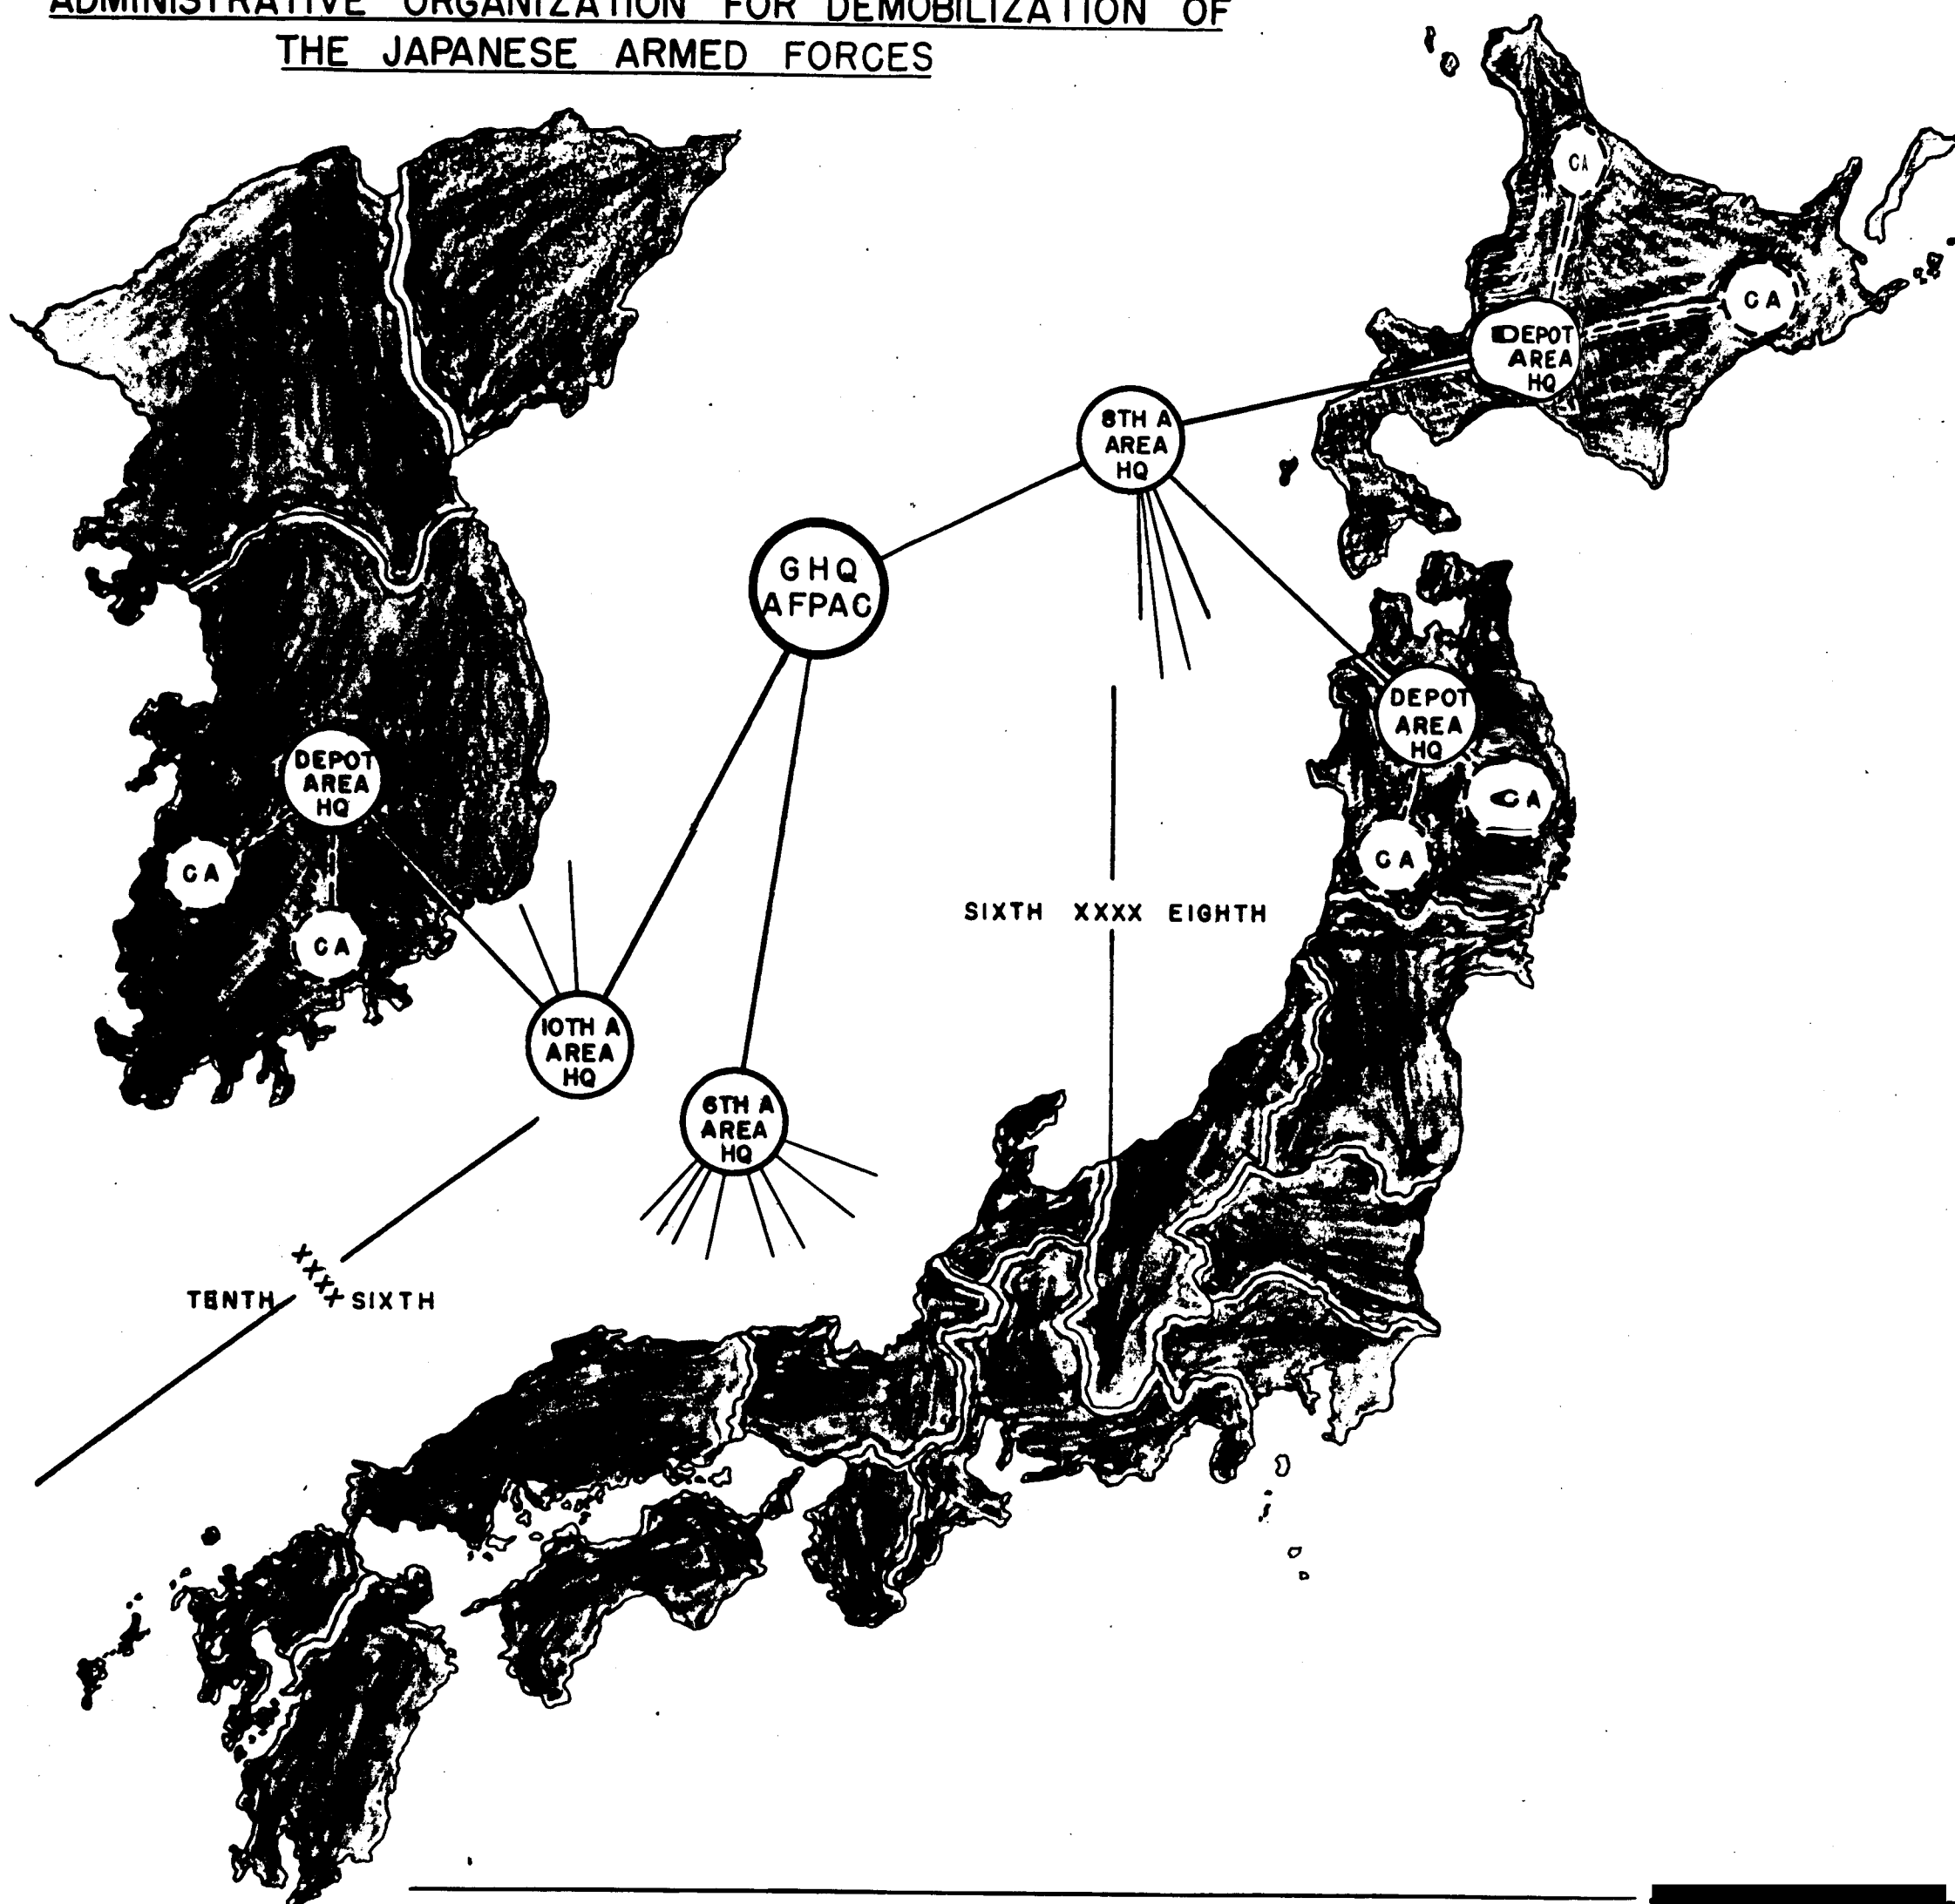 ADMINISTRATIVE ORGANIZATION FOR DEMOBILIZATION OF
THE JAPANESE ARMED FORCES
CA
CA
DEPOT
AREA
HQ
8TH A
AREA
HQ
GHQ
AFPAC
DEPOT
AREA
HQ
CA
CA
DEPOT
AREA
HQ
CA
CA
SIXTH XXXX EIGHTH
10TH A
AREA
HQ
6TH A
AREA
HQ
TENTH XXXX SIXTH